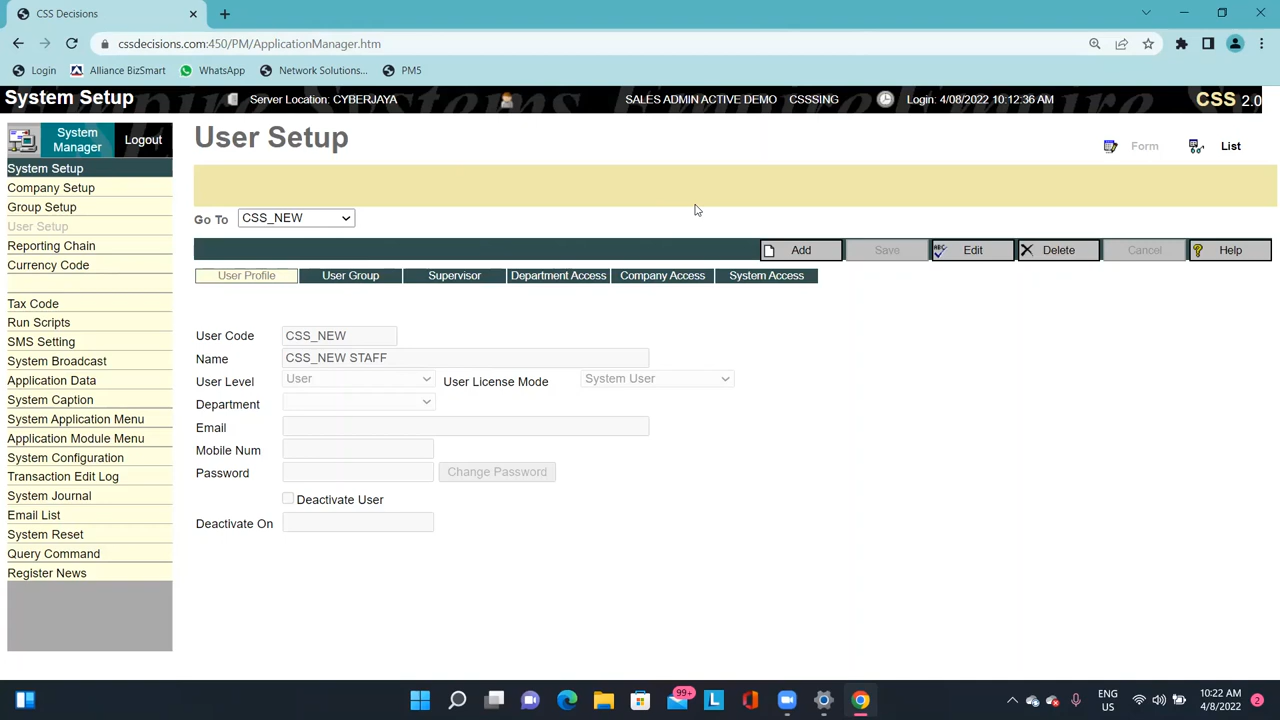 CSS Decisions
cssdecisions.com:450/PM/ApplicationManager.htm
Login
Alliance BizSmart
WhatsApp
Network Solutions...
PM5
System Setup
Server Location: CYBERJAYA
SALES ADMIN ACTIVE DEMO
CSSSING
Login: 4/08/2022 10:12:36 AM
CSS 2.0
System
Manager
Logout
System Setup
Company Setup
Group Setup
User Setup
Reporting Chain
Currency Code
Tax Code
Run Scripts
SMS Setting
System Broadcast
Application Data
System Caption
System Application Menu
Application Module Menu
System Configuration
Transaction Edit Log
System Journal
Email List
System Reset
Query Command
Register News
User Setup
Form
List
Go To
CSS_NEW
Add
Save
ABC
Edit
Delete
Cancel
? Help
User Profile
User Group
Supervisor
Department Access
Company Access
System Access
User Code
CSS_NEW
Name
CSS_NEW STAFF
User Level
User
User License Mode
System User
Department
Email
Mobile Num
Password
Change Password
Deactivate User
Deactivate On
99+
L
ENG
US
10:22 AM
4/8/2022
2